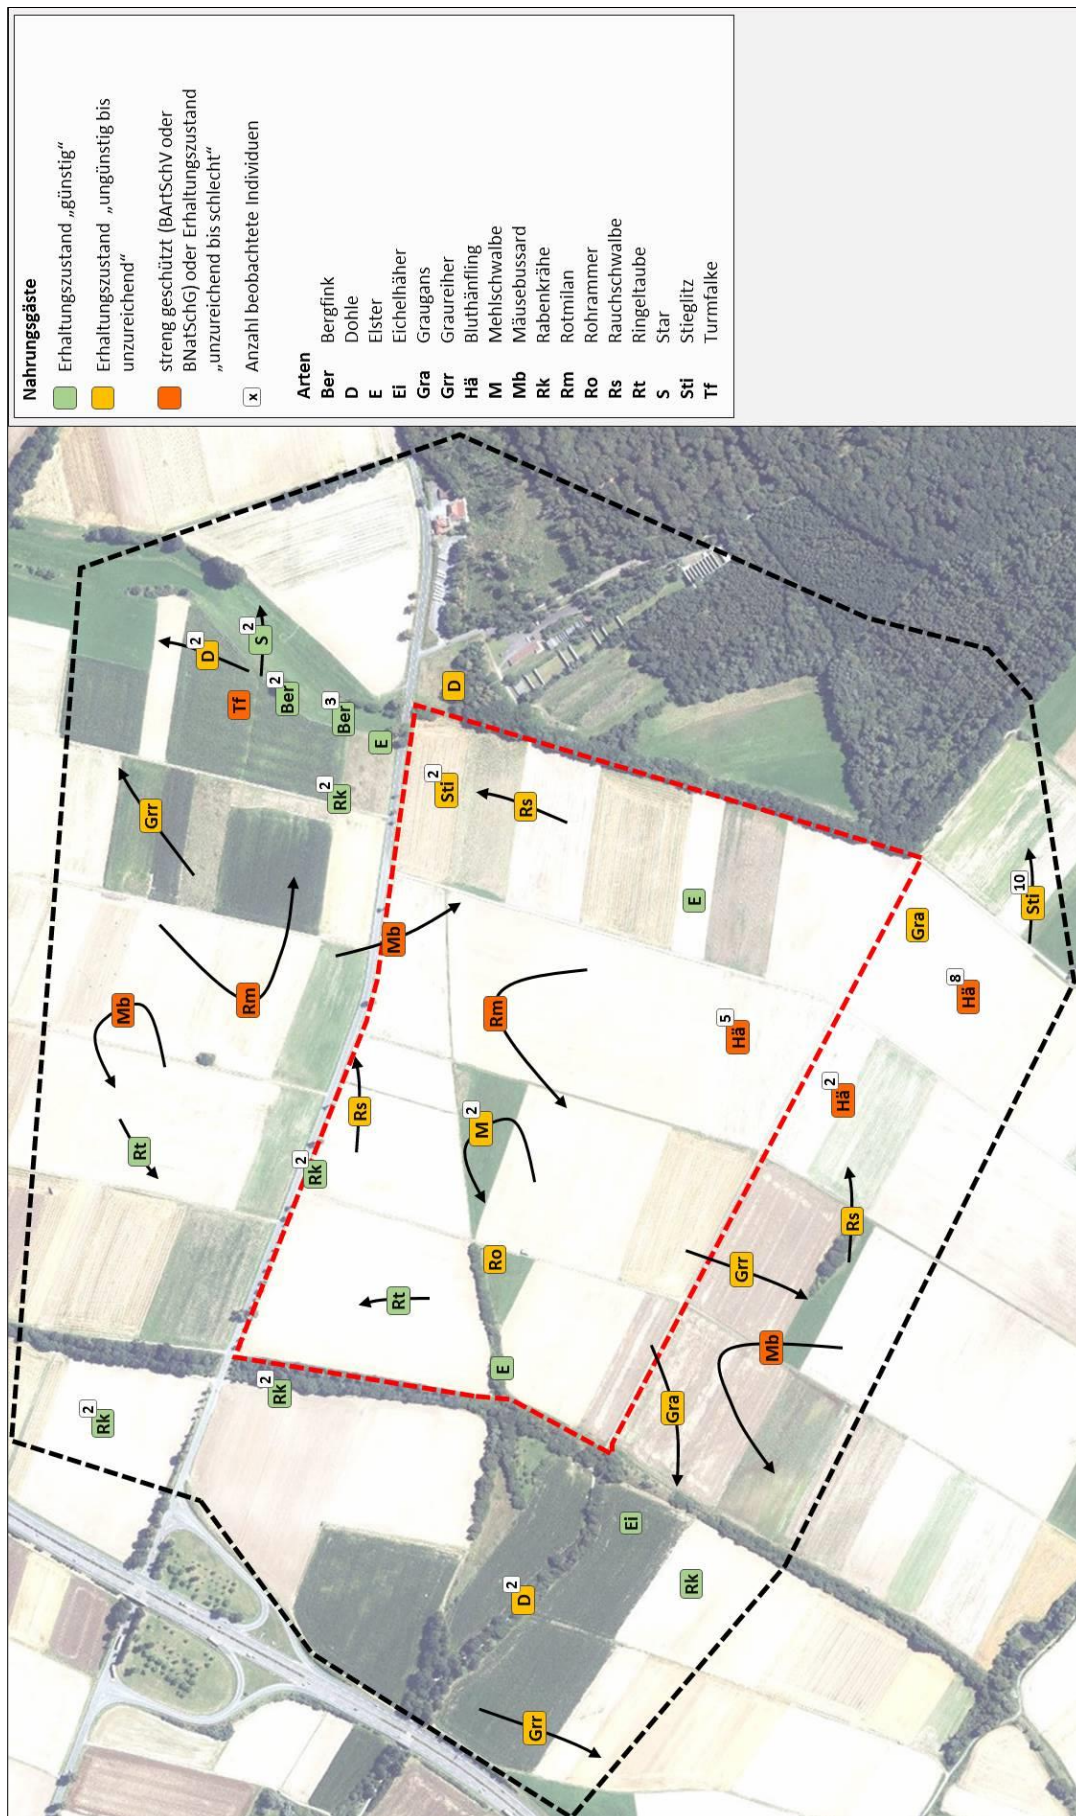 Nahrungsgäste
Erhaltungszustand „günstig“
Erhaltungszustand „ungünstig bis
unzureichend“
streng geschützt (BArtSchV oder
BNatSchG) oder Erhaltungszustand
„unzureichend bis schlecht“
x Anzahl beobachtete Individuen
Arten
Ber Bergfink
D Dohle
E Elster
Ei Eichelhäher
Gra Graugans
Grr Graureiher
Hä Bluthänfling
M Mehlschwalbe
Mb Mäusebussard
Rk Rabenkrähe
Rm Rotmilan
Ro Rohrammer
Rs Rauchschwalbe
Rt Ringeltaube
S Star
Sti Stieglitz
Tf Turmfalke
Rk 2
Rt
Mb
Grr
D 2
Rm
Tf
S 2
Ber 2
Rk 2
Rk 2
Rk 2
Ber 3
E
Rs
Mb
Rt
Sti 2
D
E
Ro
M 2
Rm
Rs
D 2
Grr
Ei
Rk
Gra
E
Hä 5
Grr
Mb
Rs
Hä 2
Gra
Hä 8
Sti 10